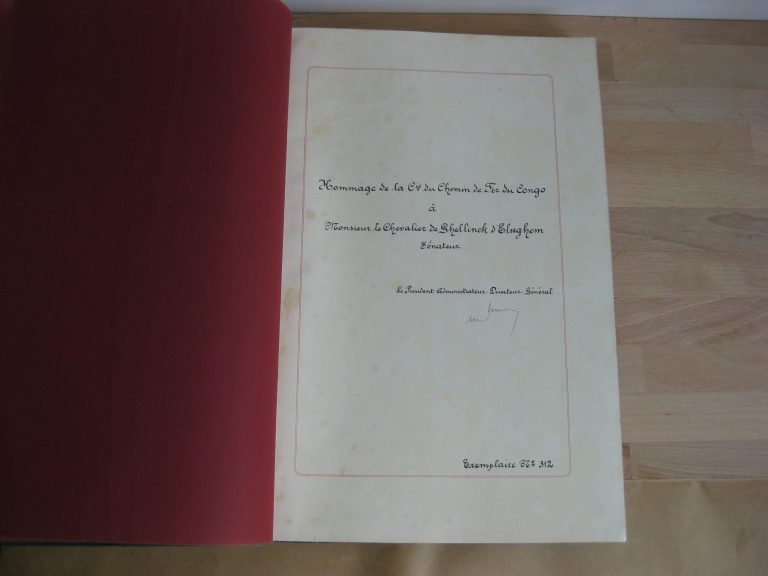 Hommage de la Cie du Chemin de Fer du Congo
à
Monsieur le Chevalier de Ghellinck d'Elseghem
Sénateur
Le Président-Administrateur-Directeur-Général
Exemplaire No 312